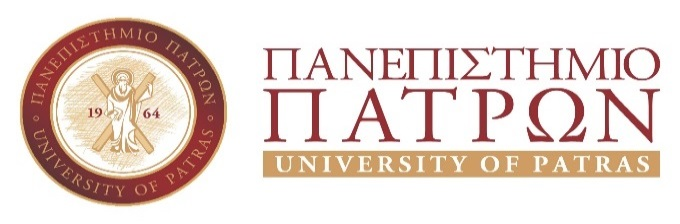 ΠΑΝΕΠΙΣΤΗΜΙΟ ΠΑΤΡΩΝ
19 64
UNIVERSITY OF PATRAS
ΠΑΝΕΠΙΣΤΗΜΙΟ
ΠΑΤΡΩΝ
UNIVERSITY OF PATRAS